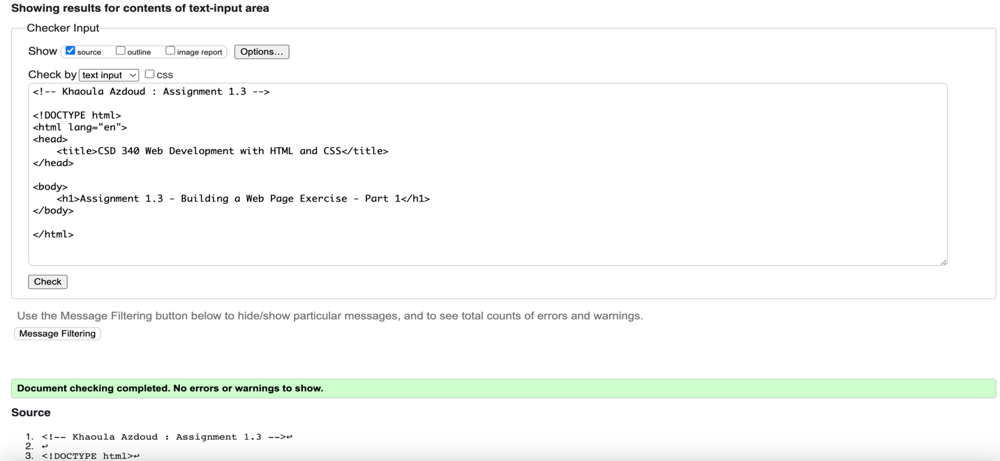 Showing results for contents of text-input area
Checker Input
Show source outline image report Options...
Check by text input css
<!-- Khaoula Azdoud : Assignment 1.3 -->
<!DOCTYPE html>
<html lang="en">
<head>
    <title>CSD 340 Web Development with HTML and CSS</title>
</head>
<body>
    <h1>Assignment 1.3 - Building a Web Page Exercise - Part 1</h1>
</body>
</html>
Check
Use the Message Filtering button below to hide/show particular messages, and to see total counts of errors and warnings.
Message Filtering
Document checking completed. No errors or warnings to show.
Source
1. <!-- Khaoula Azdoud : Assignment 1.3 -->↩
2. ↩
3. <!DOCTYPE html>↩